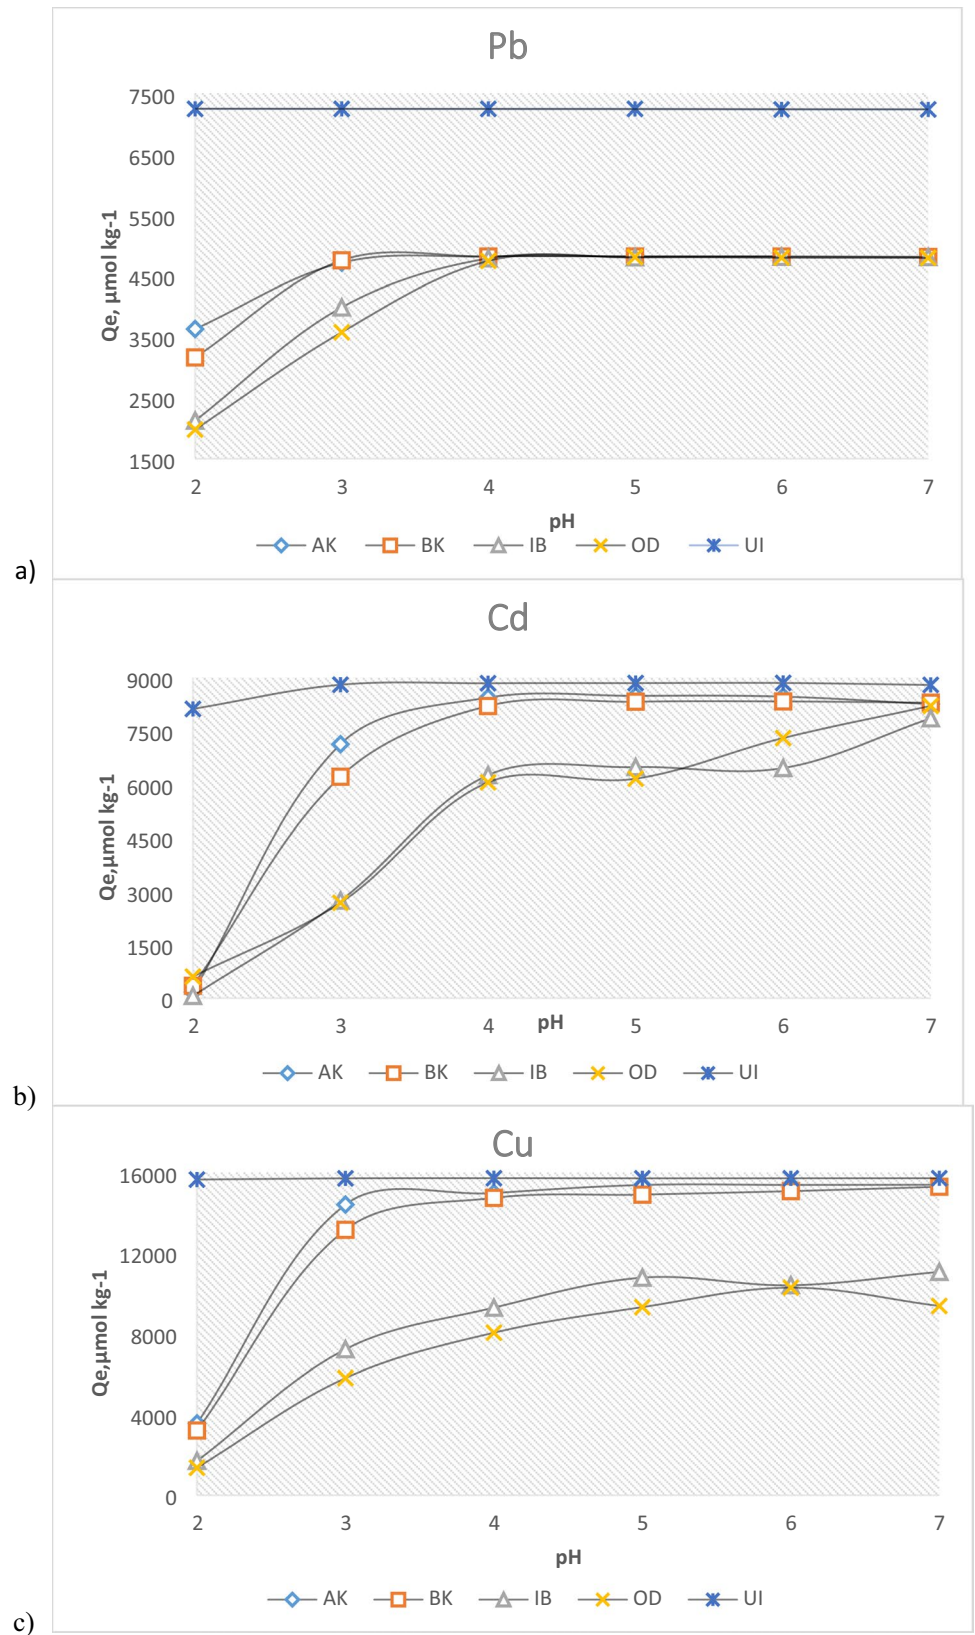 Pb
7500
6500
5500
4500
3500
2500
1500
Qe, µmol kg-1
2 3 4 5 6 7
pH
AK BK IB OD UI
a)
Cd
9000
7500
6000
4500
3000
1500
0
Qe,µmol kg-1
2 3 4 5 6 7
pH
AK BK IB OD UI
b)
Cu
16000
12000
8000
4000
0
Qe,µmol kg-1
2 3 4 5 6 7
pH
AK BK IB OD UI
c)